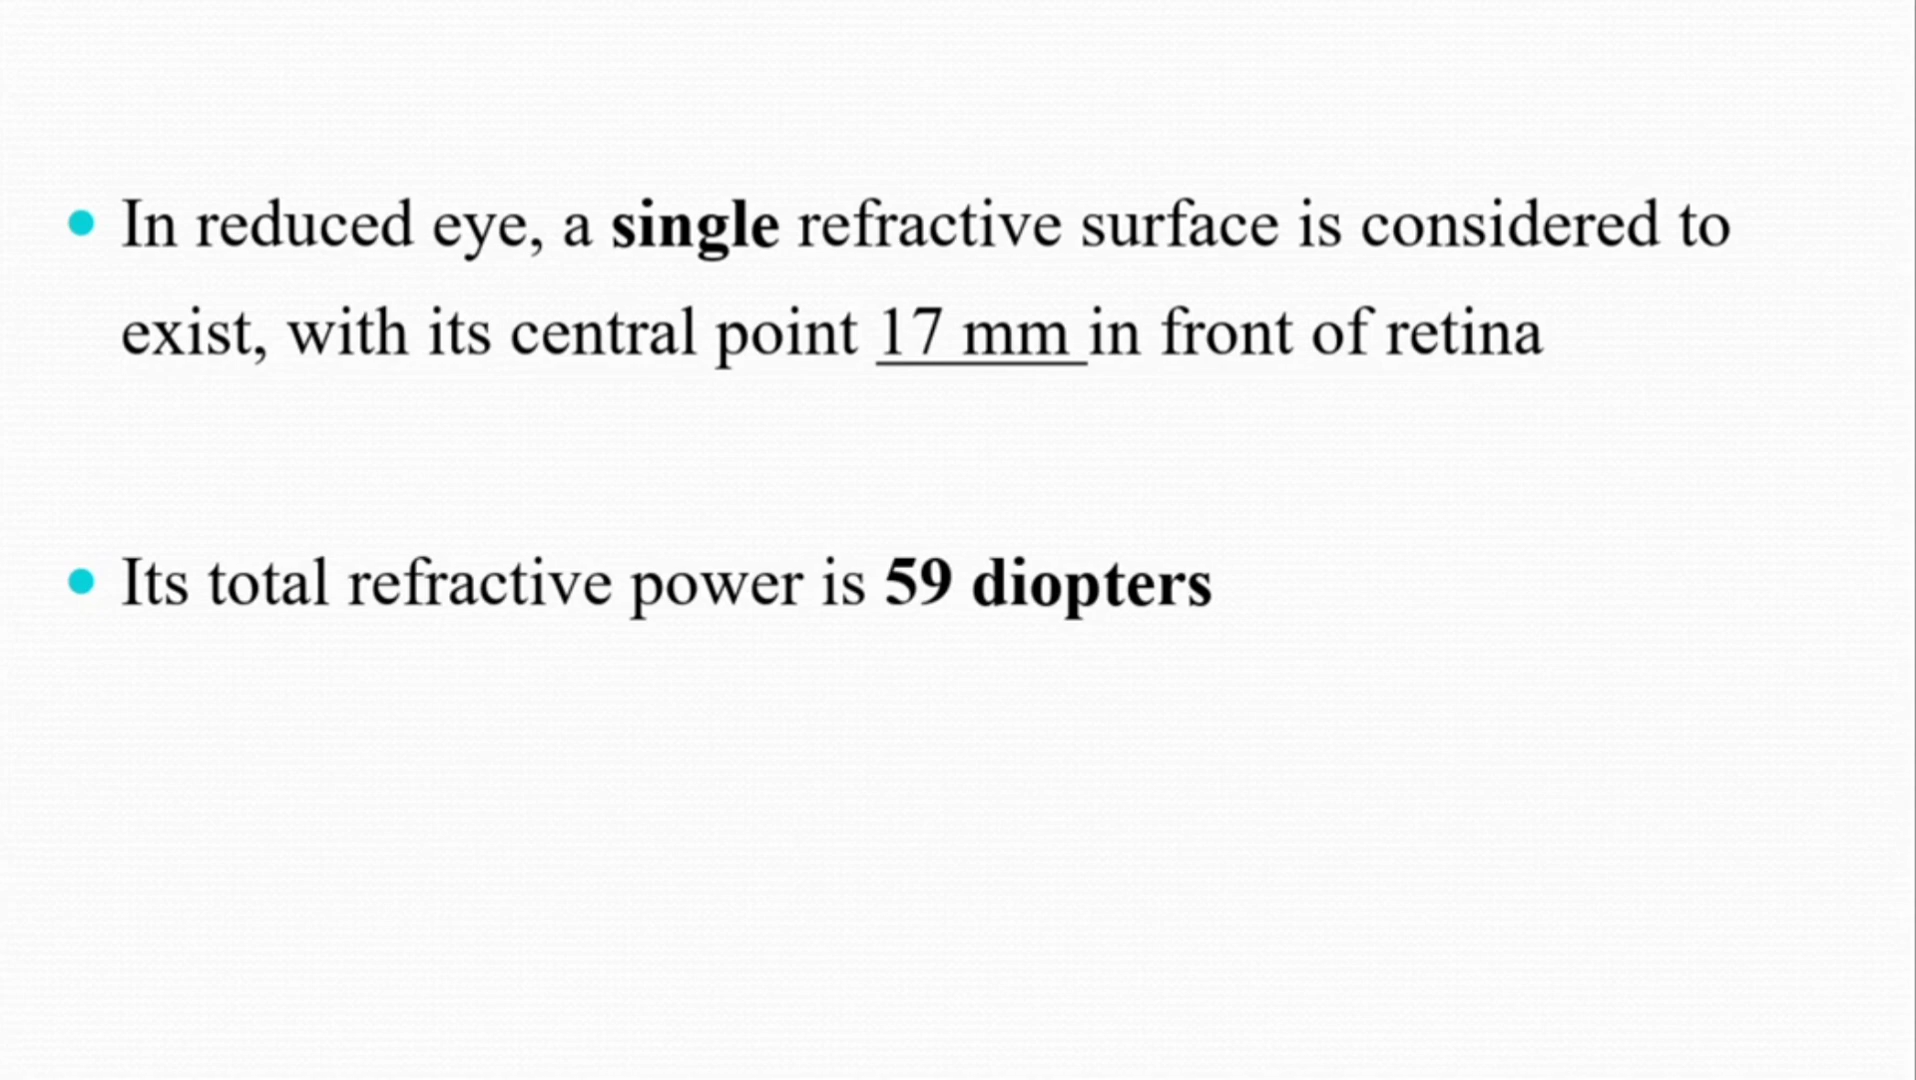 • In reduced eye, a single refractive surface is considered to
exist, with its central point 17 mm in front of retina
• Its total refractive power is 59 diopters